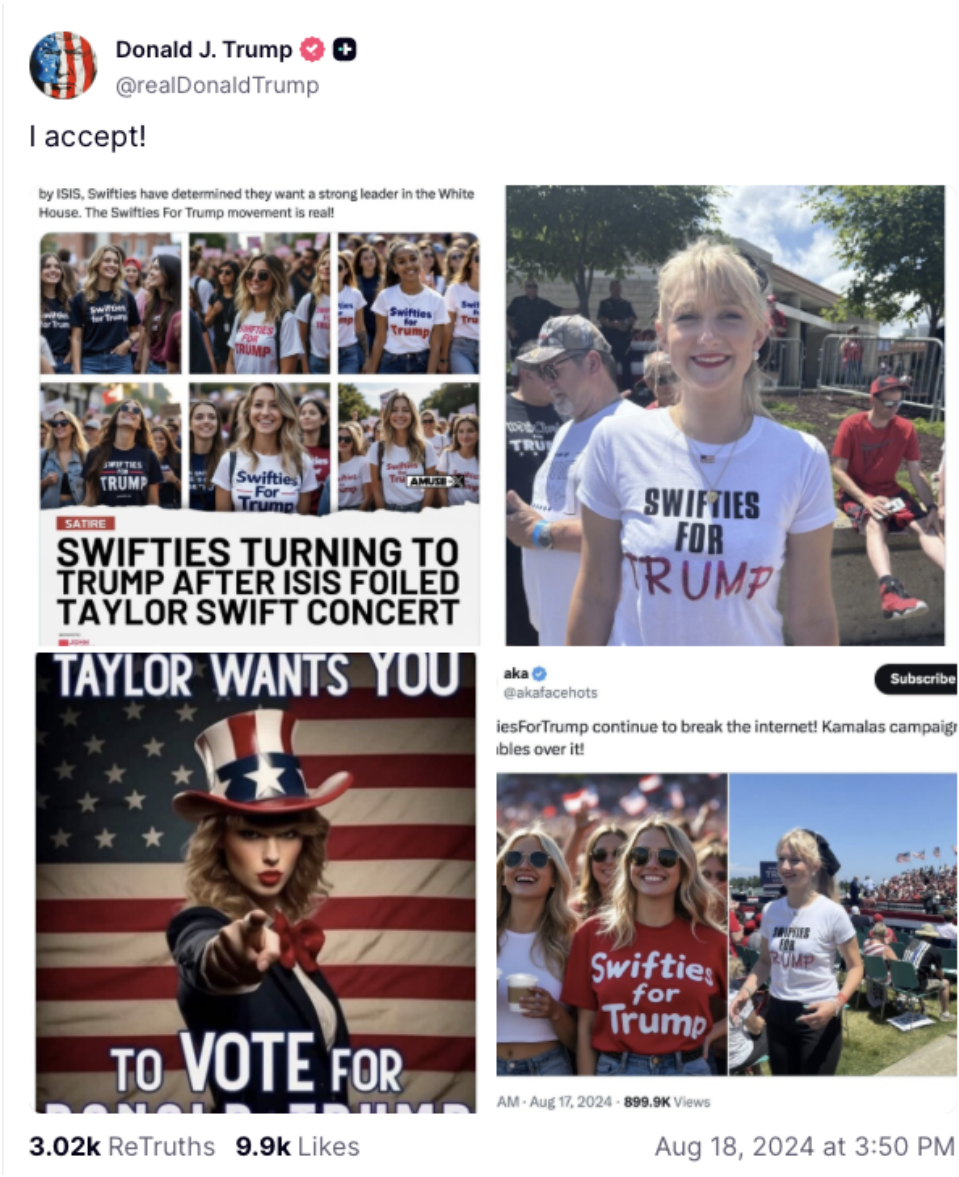 Donald J. Trump
@realDonaldTrump
I accept!
by ISIS, Swifties have determined they want a strong leader in the White
House. The Swifties For Trump movement is real!
Swifties
for Trump
SWIFTIES
FOR
TRUMP
Swifties
for
Trump
SWIFTIES
FOR
TRUMP
Swifties
For
Trump
Swifties
AMUSE-X
SATIRE
SWIFTIES TURNING TO
TRUMP AFTER ISIS FOILED
TAYLOR SWIFT CONCERT
SWIFTIES
FOR
TRUMP
TAYLOR WANTS YOU
TO VOTE FOR
DONALD TRUMP
aka
@akafacehots
Subscribe
iesForTrump continue to break the internet! Kamalas campaign
bles over it!
Swifties
for
Trump
SWIFTIES
FOR
TRUMP
AM · Aug 17, 2024 · 899.9K Views
3.02k ReTruths 9.9k Likes
Aug 18, 2024 at 3:50 PM